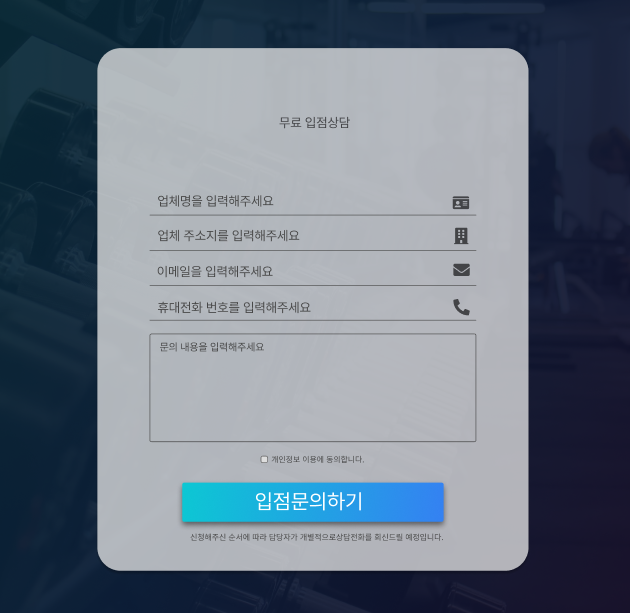 무료 입점상담
업체명을 입력해주세요
업체 주소지를 입력해주세요
이메일을 입력해주세요
휴대전화 번호를 입력해주세요
문의 내용을 입력해주세요
개인정보 이용에 동의합니다.
입점문의하기
신청해주신 순서에 따라 담당자가 개별적으로상담전화를 회신드릴 예정입니다.